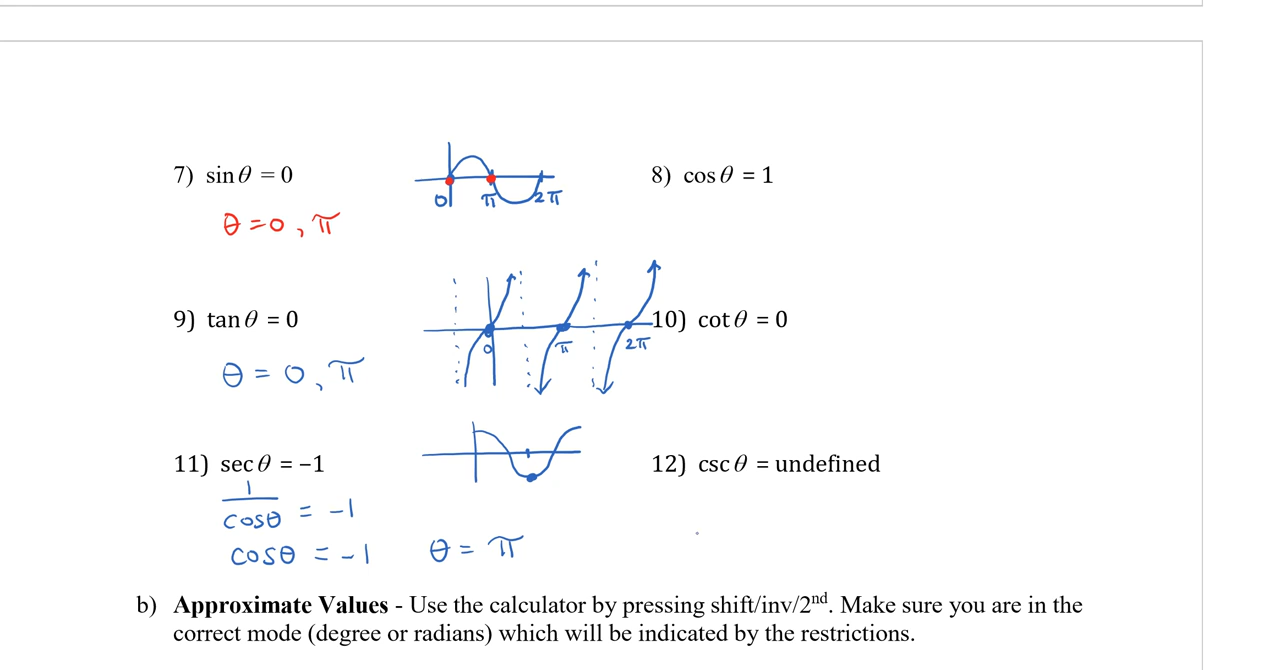 7) sin θ = 0
0 π 2π
8) cos θ = 1
θ = 0, π
9) tan θ = 0
0 π 2π
10) cot θ = 0
θ = 0, π
11) sec θ = –1
12) csc θ = undefined
1/cosθ = -1
cosθ = -1 θ = π
b) Approximate Values - Use the calculator by pressing shift/inv/2nd. Make sure you are in the
correct mode (degree or radians) which will be indicated by the restrictions.